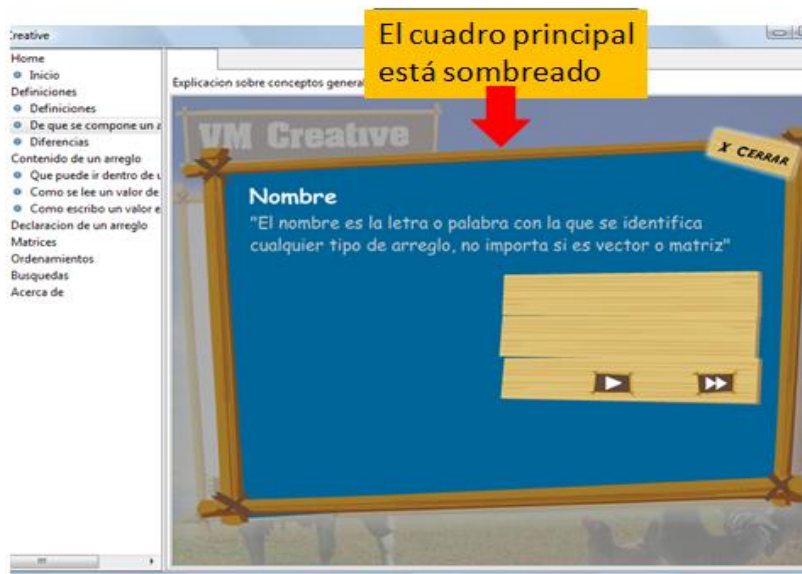 El cuadro principal
está sombreado
Creative
Home
Inicio
Definiciones
Definiciones
De que se compone un a
Diferencias
Contenido de un arreglo
Que puede ir dentro de u
Como se lee un valor de
Como escribo un valor e
Declaracion de un arreglo
Matrices
Ordenamientos
Busquedas
Acerca de
Explicacion sobre conceptos general
VM Creative
X CERRAR
Nombre
"El nombre es la letra o palabra con la que se identifica
cualquier tipo de arreglo, no importa si es vector o matriz"